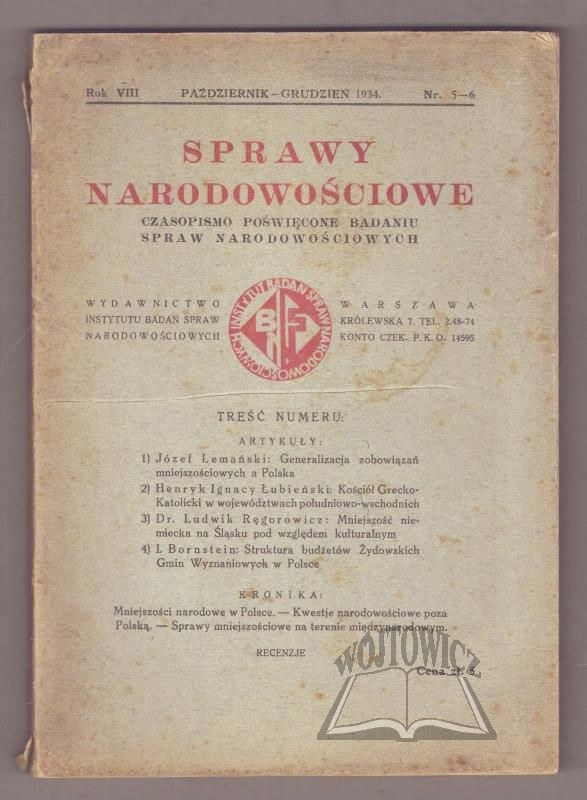 Rok VIII PAŹDZIERNIK—GRUDZIEŃ 1934. Nr. 5—6
SPRAWY
NARODOWOŚCIOWE
CZASOPISMO POŚWIĘCONE BADANIU
SPRAW NARODOWOŚCIOWYCH
WYDAWNICTWO
INSTYTUTU BADAŃ SPRAW
NARODOWOŚCIOWYCH
INSTYTUT BADAŃ SPRAW NARODOWOŚCIOWYCH
WARSZAWA
KRÓLEWSKA 7. TEL. 2.48-74
KONTO CZEK. P. K. O. 14595
TREŚĆ NUMERU:
ARTYKUŁY:
1) Józef Lemański: Generalizacja zobowiązań
mniejszościowych a Polska
2) Henryk Ignacy Łubieński: Kościół Grecko-
Katolicki w województwach południowo-wschodnich
3) Dr. Ludwik Ręgorowicz: Mniejszość nie-
miecka na Śląsku pod względem kulturalnym
4) I. Bornstein: Struktura budżetów Żydowskich
Gmin Wyznaniowych w Polsce
KRONIKA:
Mniejszości narodowe w Polsce. — Kwestje narodowościowe poza
Polską. — Sprawy mniejszościowe na terenie międzynarodowym.
RECENZJE
WÓJTOWICZ
Cena zł. 5